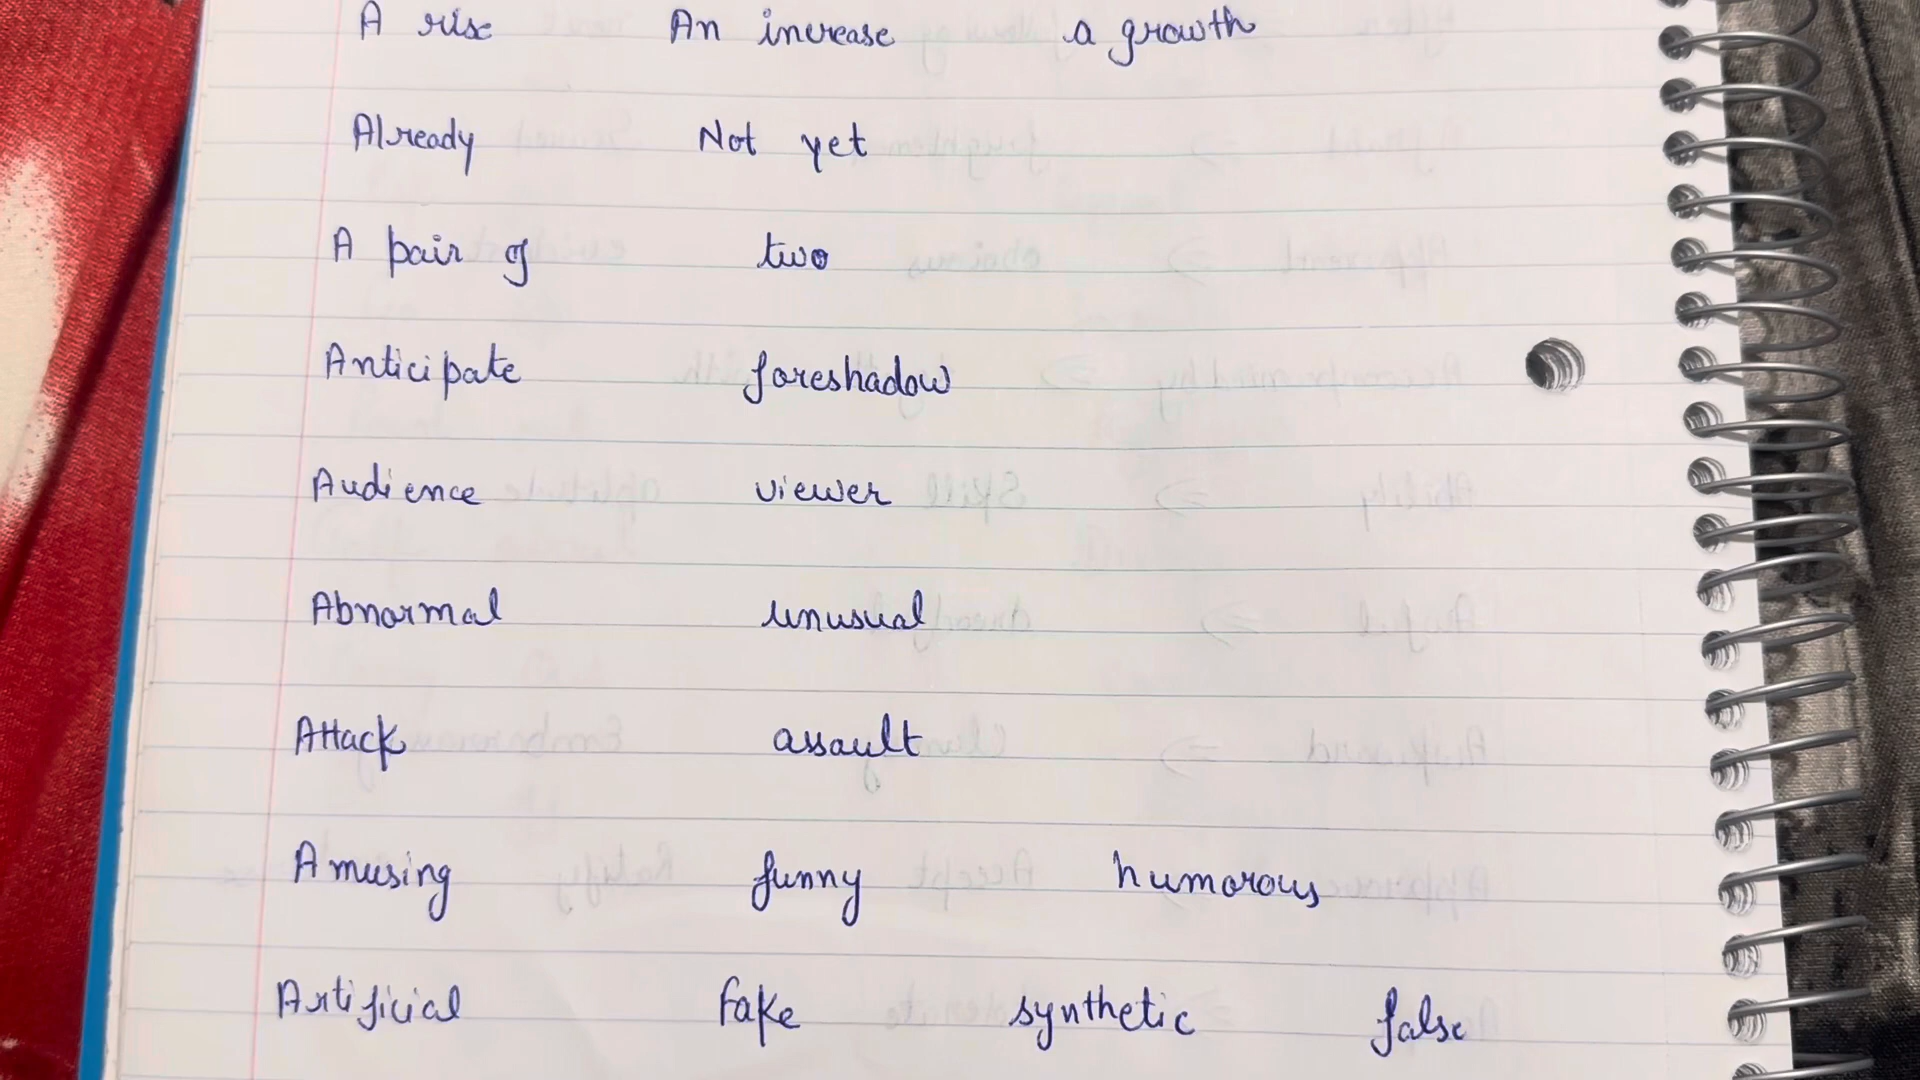 A rise An increase a growth
Already Not yet
A pair of two
Anticipate foreshadow
Audience viewer
Abnormal unusual
Attack assault
Amusing funny humorous
Artificial fake synthetic false